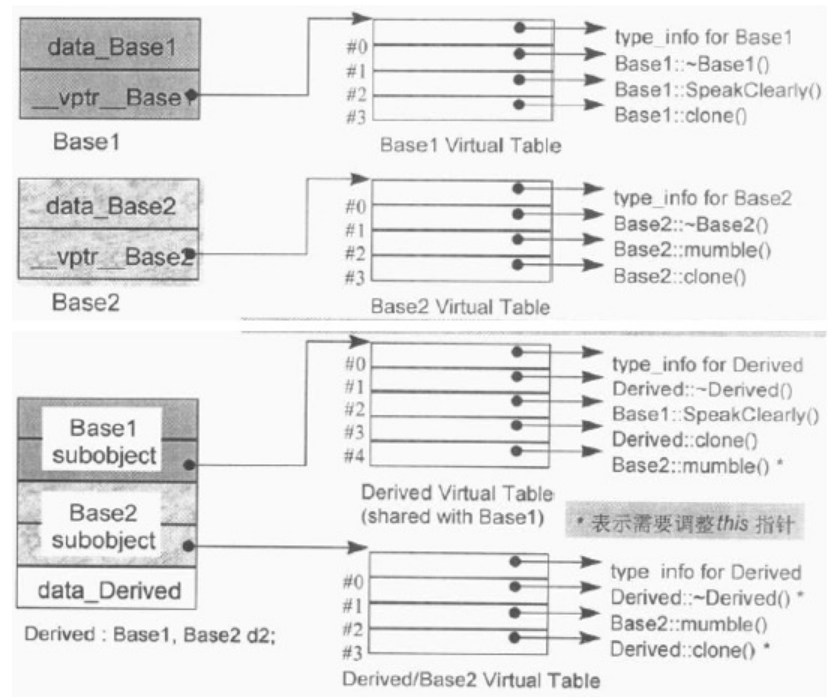 data_Base1
__vptr__Base1
Base1
#0
#1
#2
#3
type_info for Base1
Base1::~Base1()
Base1::SpeakClearly()
Base1::clone()
Base1 Virtual Table
data_Base2
__vptr__Base2
Base2
#0
#1
#2
#3
type_info for Base2
Base2::~Base2()
Base2::mumble()
Base2::clone()
Base2 Virtual Table
Base1
subobject
Base2
subobject
data_Derived
Derived : Base1, Base2 d2;
#0
#1
#2
#3
#4
type_info for Derived
Derived::~Derived()
Base1::SpeakClearly()
Derived::clone()
Base2::mumble() *
Derived Virtual Table
(shared with Base1)
* 表示需要调整this 指针
#0
#1
#2
#3
type_info for Derived
Derived::~Derived() *
Base2::mumble()
Derived::clone() *
Derived/Base2 Virtual Table